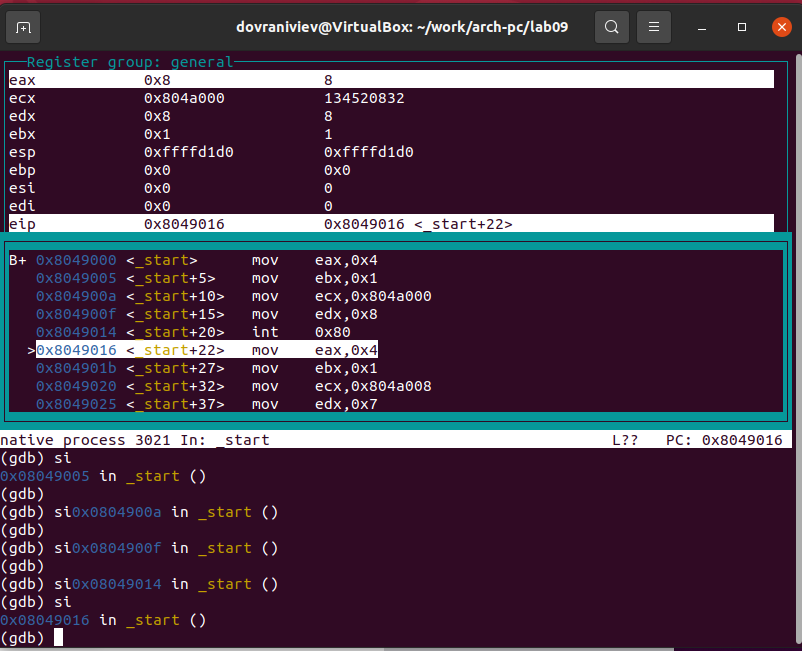 dovraniviev@VirtualBox: ~/work/arch-pc/lab09
Register group: general
eax 0x8 8
ecx 0x804a000 134520832
edx 0x8 8
ebx 0x1 1
esp 0xffffd1d0 0xffffd1d0
ebp 0x0 0x0
esi 0x0 0
edi 0x0 0
eip 0x8049016 0x8049016 <_start+22>
B+ 0x8049000 <_start> mov eax,0x4
0x8049005 <_start+5> mov ebx,0x1
0x804900a <_start+10> mov ecx,0x804a000
0x804900f <_start+15> mov edx,0x8
0x8049014 <_start+20> int 0x80
>0x8049016 <_start+22> mov eax,0x4
0x804901b <_start+27> mov ebx,0x1
0x8049020 <_start+32> mov ecx,0x804a008
0x8049025 <_start+37> mov edx,0x7
native process 3021 In: _start L?? PC: 0x8049016
(gdb) si
0x08049005 in _start ()
(gdb)
(gdb) si0x0804900a in _start ()
(gdb)
(gdb) si0x0804900f in _start ()
(gdb)
(gdb) si0x08049014 in _start ()
(gdb) si
0x08049016 in _start ()
(gdb)